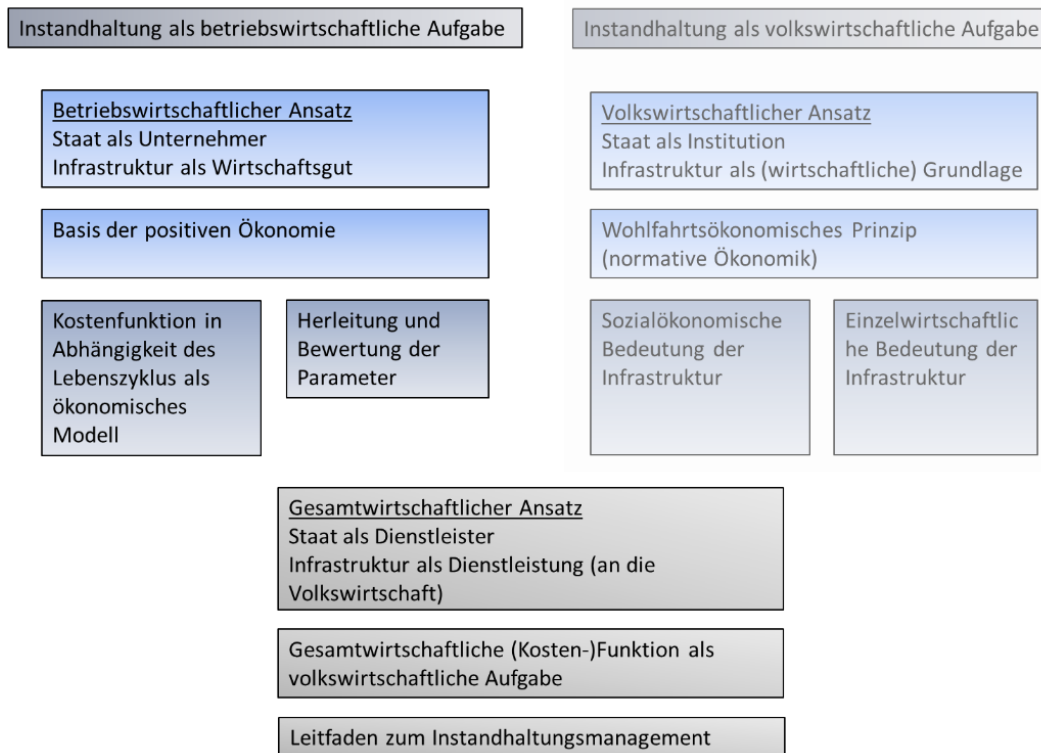 Instandhaltung als betriebswirtschaftliche Aufgabe
Instandhaltung als volkswirtschaftliche Aufgabe
Betriebswirtschaftlicher Ansatz
Staat als Unternehmer
Infrastruktur als Wirtschaftsgut
Volkswirtschaftlicher Ansatz
Staat als Institution
Infrastruktur als (wirtschaftliche) Grundlage
Basis der positiven Ökonomie
Wohlfahrtsökonomisches Prinzip
(normative Ökonomik)
Kostenfunktion in
Abhängigkeit des
Lebenszyklus als
ökonomisches
Modell
Herleitung und
Bewertung der
Parameter
Sozialökonomische
Bedeutung der
Infrastruktur
Einzelwirtschaftlic
he Bedeutung der
Infrastruktur
Gesamtwirtschaftlicher Ansatz
Staat als Dienstleister
Infrastruktur als Dienstleistung (an die
Volkswirtschaft)
Gesamtwirtschaftliche (Kosten-)Funktion als
volkswirtschaftliche Aufgabe
Leitfaden zum Instandhaltungsmanagement